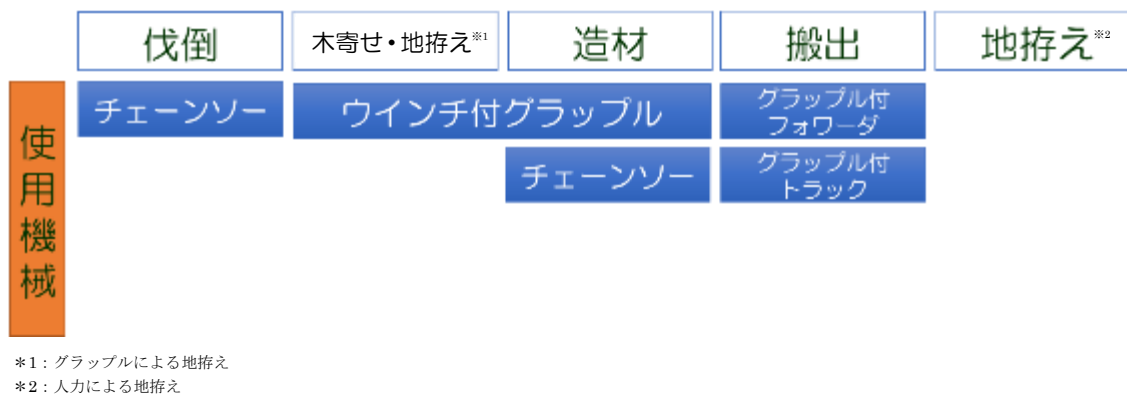 伐倒
木寄せ・地拵え※1
造材
搬出
地拵え※2
使用機械
チェーンソー
ウインチ付グラップル
グラップル付
フォワーダ
チェーンソー
グラップル付
トラック
*1:グラップルによる地拵え
*2:人力による地拵え